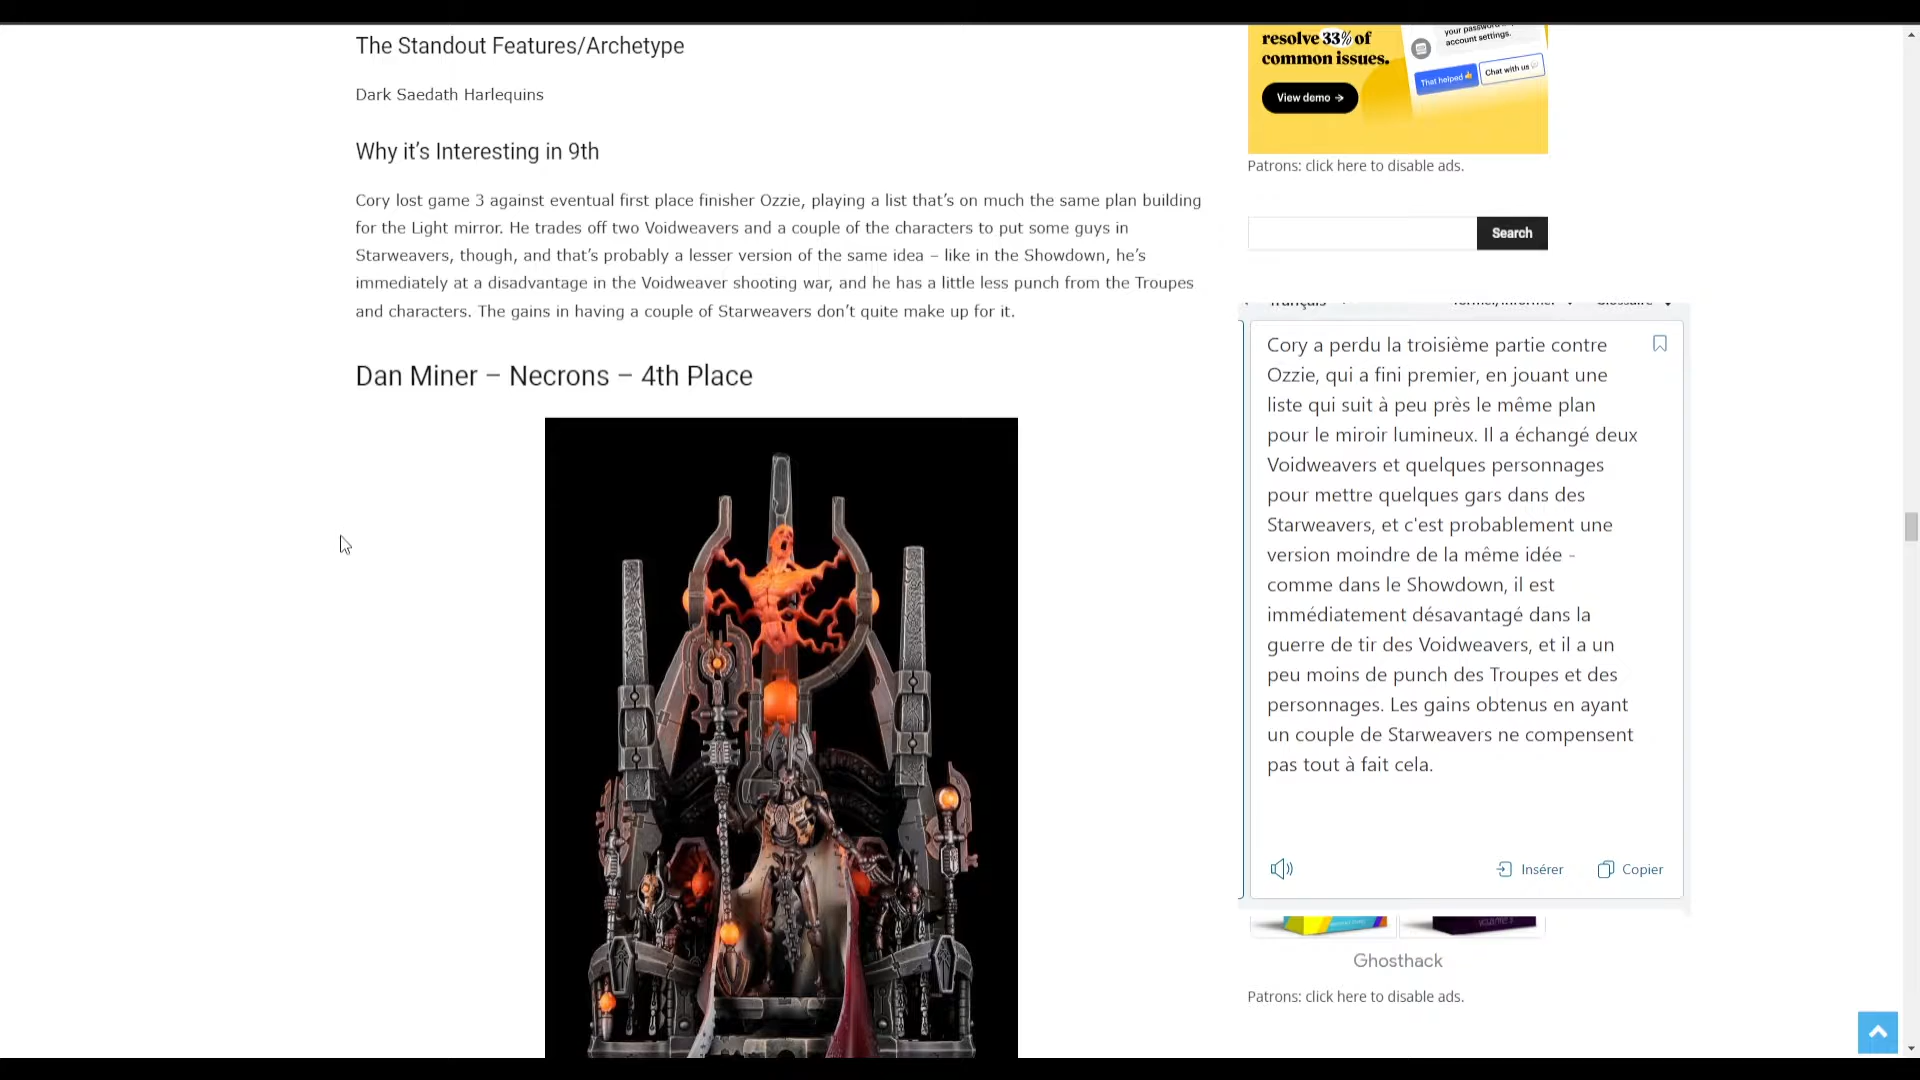 The Standout Features/Archetype
Dark Saedath Harlequins
Why it’s Interesting in 9th
Cory lost game 3 against eventual first place finisher Ozzie, playing a list that’s on much the same plan building
for the Light mirror. He trades off two Voidweavers and a couple of the characters to put some guys in
Starweavers, though, and that’s probably a lesser version of the same idea – like in the Showdown, he’s
immediately at a disadvantage in the Voidweaver shooting war, and he has a little less punch from the Troupes
and characters. The gains in having a couple of Starweavers don’t quite make up for it.
Dan Miner – Necrons – 4th Place
resolve 33% of
common issues.
View demo →
your password
account settings.
That helped 👍
Chat with us
Patrons: click here to disable ads.
Search
français
formel/informel
Glossaire
Cory a perdu la troisième partie contre
Ozzie, qui a fini premier, en jouant une
liste qui suit à peu près le même plan
pour le miroir lumineux. Il a échangé deux
Voidweavers et quelques personnages
pour mettre quelques gars dans des
Starweavers, et c'est probablement une
version moindre de la même idée -
comme dans le Showdown, il est
immédiatement désavantagé dans la
guerre de tir des Voidweavers, et il a un
peu moins de punch des Troupes et des
personnages. Les gains obtenus en ayant
un couple de Starweavers ne compensent
pas tout à fait cela.
Insérer
Copier
Ghosthack
Patrons: click here to disable ads.